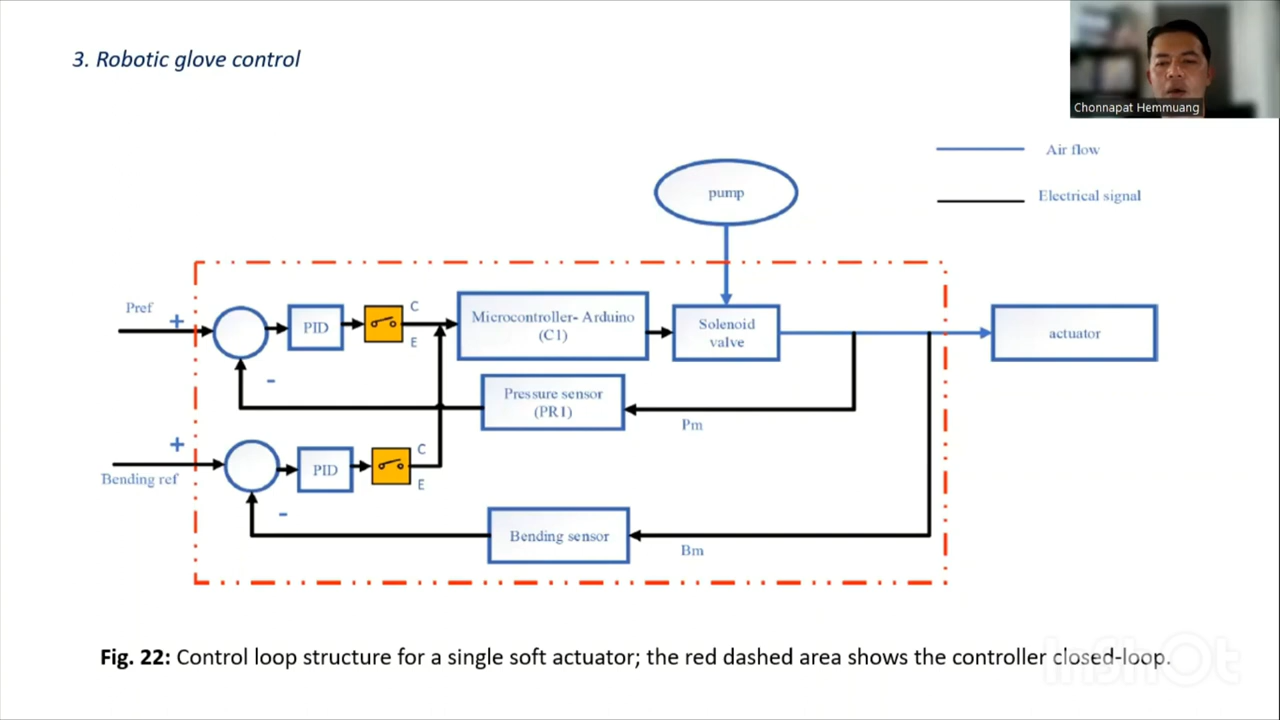 3. Robotic glove control
Chonnapat Hemmuang
Air flow
Electrical signal
pump
Pref
+
PID
C
E
Microcontroller- Arduino
(C1)
Solenoid
valve
actuator
-
Pressure sensor
(PR1)
Pm
+
Bending ref
PID
C
E
-
Bending sensor
Bm
Fig. 22: Control loop structure for a single soft actuator; the red dashed area shows the controller closed-loop.
InShOt